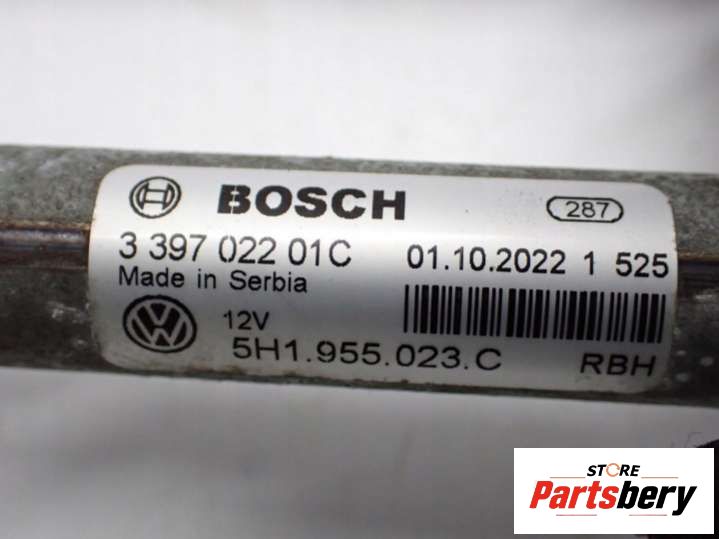 BOSCH 287
3 397 022 01C 01.10.2022 1 525
Made in Serbia
12V
5H1.955.023.C RBH
STORE
Partsbery